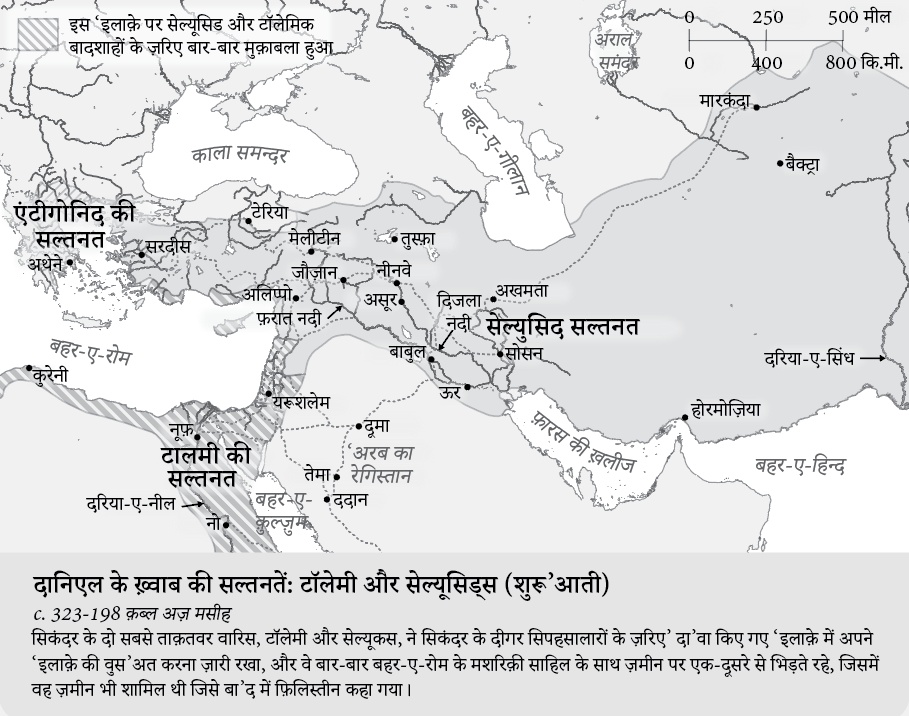 इस ‘इलाक़े पर सेल्यूसिड और टॉलेमिक
बादशाहों के ज़रिए बार-बार मुक़ाबला हुआ
0 250 500 मील
0 400 800 कि.मी.
अराल
समंदर
मारकंदा
बहर-ए-गीलान
काला समन्दर
बैक्ट्रा
एंटीगोनिद की
सल्तनत
टेरिया
सरदीस
मेलीटीन
तुस्फ़ा
अथेने
जौज़ान
नीनवे
अलिप्पो
असूर
दिजला
नदी
अखमता
फ़रात नदी
सेल्युसिद सल्तनत
बहर-ए-रोम
बाबुल
सोसन
दरिया-ए-सिंध
कुरेनी
ऊर
यरूशलेम
होरमोज़िया
नूफ़
दूमा
फ़ारस की ख़लीज
टालमी की
सल्तनत
‘अरब का
रेगिस्तान
बहर-ए-हिन्द
तेमा
दरिया-ए-नील
बहर-ए-
कुल्ज़ुम
ददान
नो
दानिएल के ख़्वाब की सल्तनतें: टॉलेमी और सेल्यूसिड्स (शुरू’आती)
c. 323-198 क़ब्ल अज़ मसीह
सिकंदर के दो सबसे ताक़तवर वारिस, टॉलेमी और सेल्यूकस, ने सिकंदर के दीगर सिपहसालारों के ज़रिए’ दा’वा किए गए ‘इलाक़े में अपने
‘इलाक़े की वुस’अत करना ज़ारी रखा, और वे बार-बार बहर-ए-रोम के मशरिक़ी साहिल के साथ ज़मीन पर एक-दूसरे से भिड़ते रहे, जिसमें
वह ज़मीन भी शामिल थी जिसे बा’द में फ़िलिस्तीन कहा गया।